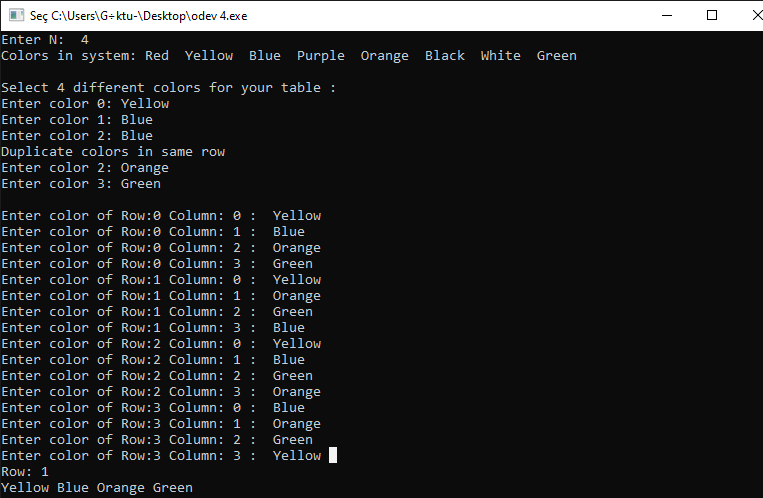 Seç C:\Users\G÷ktu-\Desktop\odev 4.exe
Enter N:  4
Colors in system: Red  Yellow  Blue  Purple  Orange  Black  White  Green
Select 4 different colors for your table :
Enter color 0: Yellow
Enter color 1: Blue
Enter color 2: Blue
Duplicate colors in same row
Enter color 2: Orange
Enter color 3: Green
Enter color of Row:0 Column: 0 :  Yellow
Enter color of Row:0 Column: 1 :  Blue
Enter color of Row:0 Column: 2 :  Orange
Enter color of Row:0 Column: 3 :  Green
Enter color of Row:1 Column: 0 :  Yellow
Enter color of Row:1 Column: 1 :  Orange
Enter color of Row:1 Column: 2 :  Green
Enter color of Row:1 Column: 3 :  Blue
Enter color of Row:2 Column: 0 :  Yellow
Enter color of Row:2 Column: 1 :  Blue
Enter color of Row:2 Column: 2 :  Green
Enter color of Row:2 Column: 3 :  Orange
Enter color of Row:3 Column: 0 :  Blue
Enter color of Row:3 Column: 1 :  Orange
Enter color of Row:3 Column: 2 :  Green
Enter color of Row:3 Column: 3 :  Yellow
Row: 1
Yellow Blue Orange Green